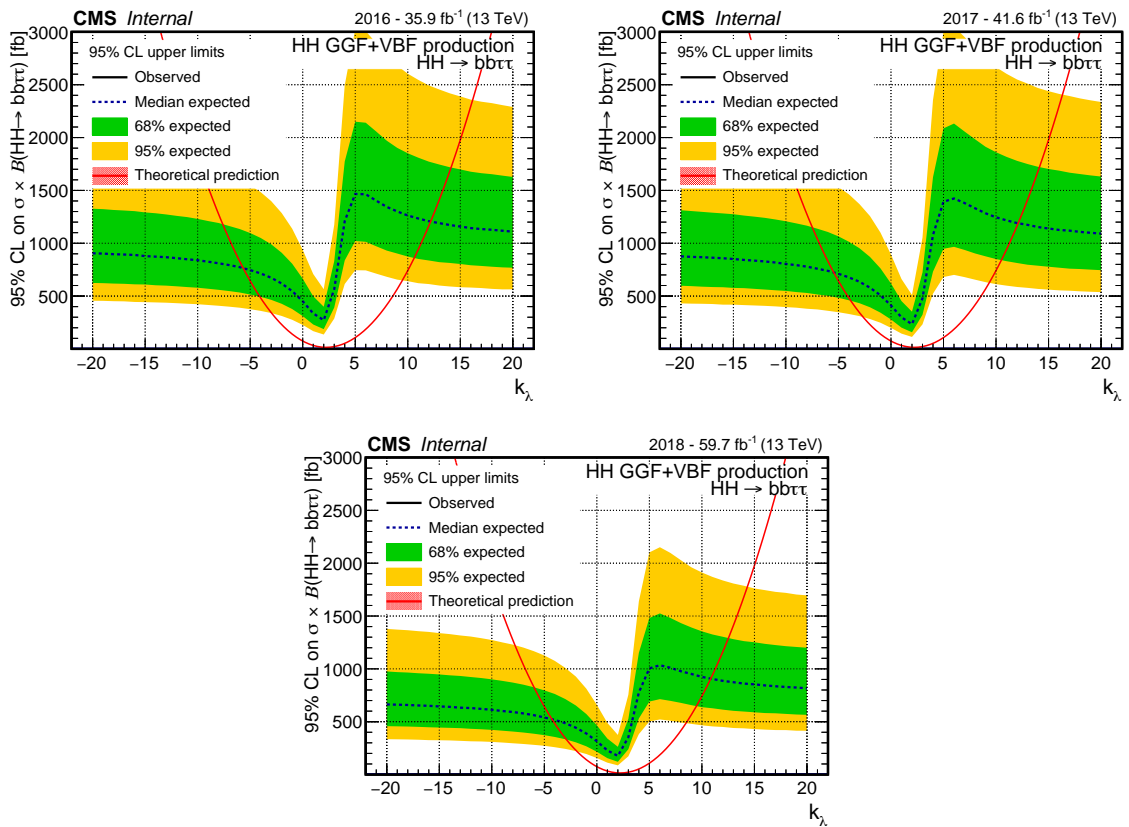 CMS Internal
2016 - 35.9 fb⁻¹ (13 TeV)
95% CL on σ × B(HH→ bbττ) [fb]
3000
2500
2000
1500
1000
500
95% CL upper limits
Observed
Median expected
68% expected
95% expected
Theoretical prediction
HH GGF+VBF production
HH → bbττ
−20 −15 −10 −5 0 5 10 15 20
k_λ
CMS Internal
2017 - 41.6 fb⁻¹ (13 TeV)
95% CL on σ × B(HH→ bbττ) [fb]
3000
2500
2000
1500
1000
500
95% CL upper limits
Observed
Median expected
68% expected
95% expected
Theoretical prediction
HH GGF+VBF production
HH → bbττ
−20 −15 −10 −5 0 5 10 15 20
k_λ
CMS Internal
2018 - 59.7 fb⁻¹ (13 TeV)
95% CL on σ × B(HH→ bbττ) [fb]
3000
2500
2000
1500
1000
500
95% CL upper limits
Observed
Median expected
68% expected
95% expected
Theoretical prediction
HH GGF+VBF production
HH → bbττ
−20 −15 −10 −5 0 5 10 15 20
k_λ